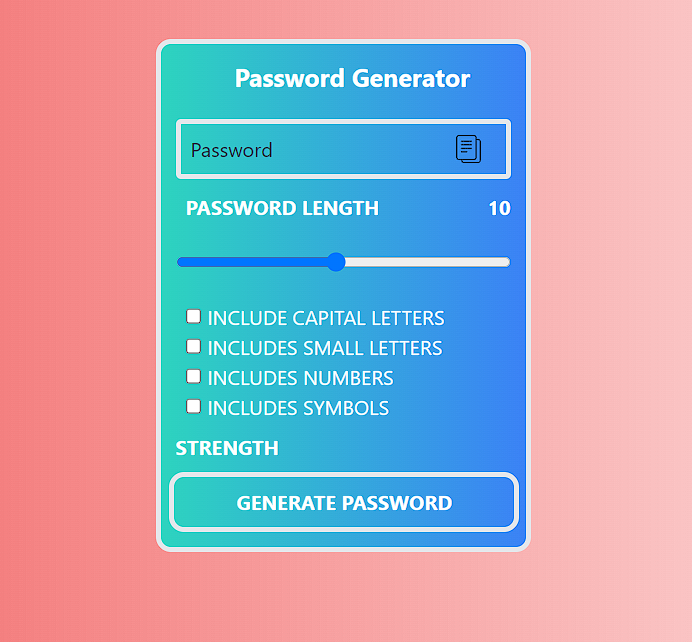 Password Generator
Password
PASSWORD LENGTH 10
INCLUDE CAPITAL LETTERS
INCLUDES SMALL LETTERS
INCLUDES NUMBERS
INCLUDES SYMBOLS
STRENGTH
GENERATE PASSWORD